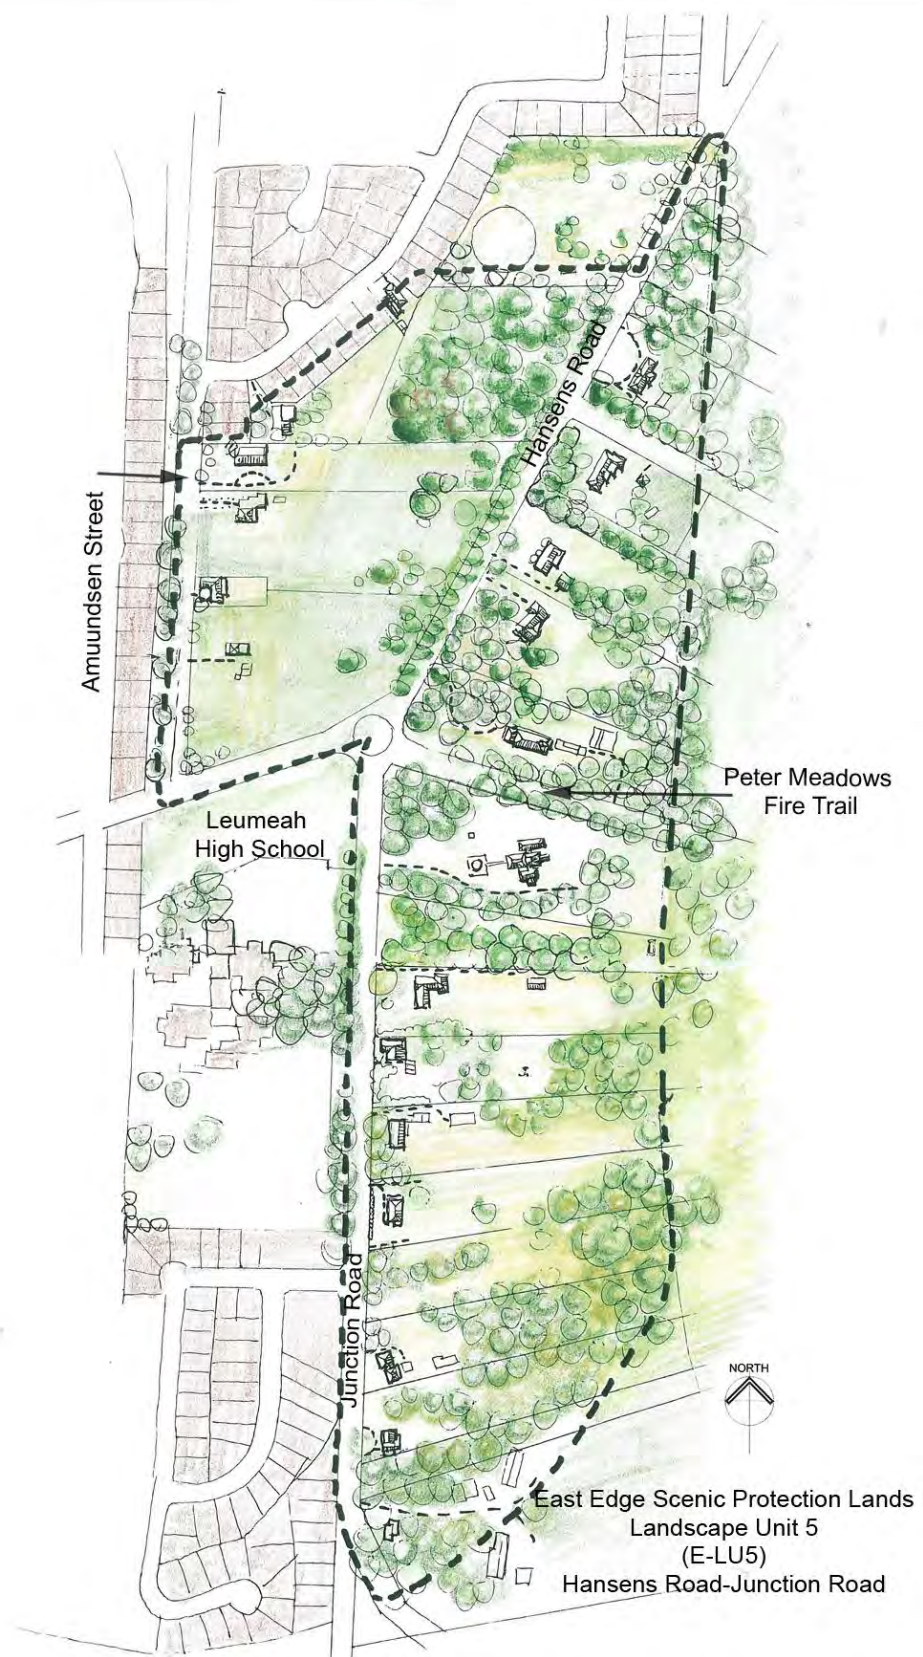 Hansens Road
Amuundsen Street
Peter Meadows
Fire Trail
Leumeah
High School
Junction Road
NORTH
East Edge Scenic Protection Lands
Landscape Unit 5
(E-LU5)
Hansens Road-Junction Road